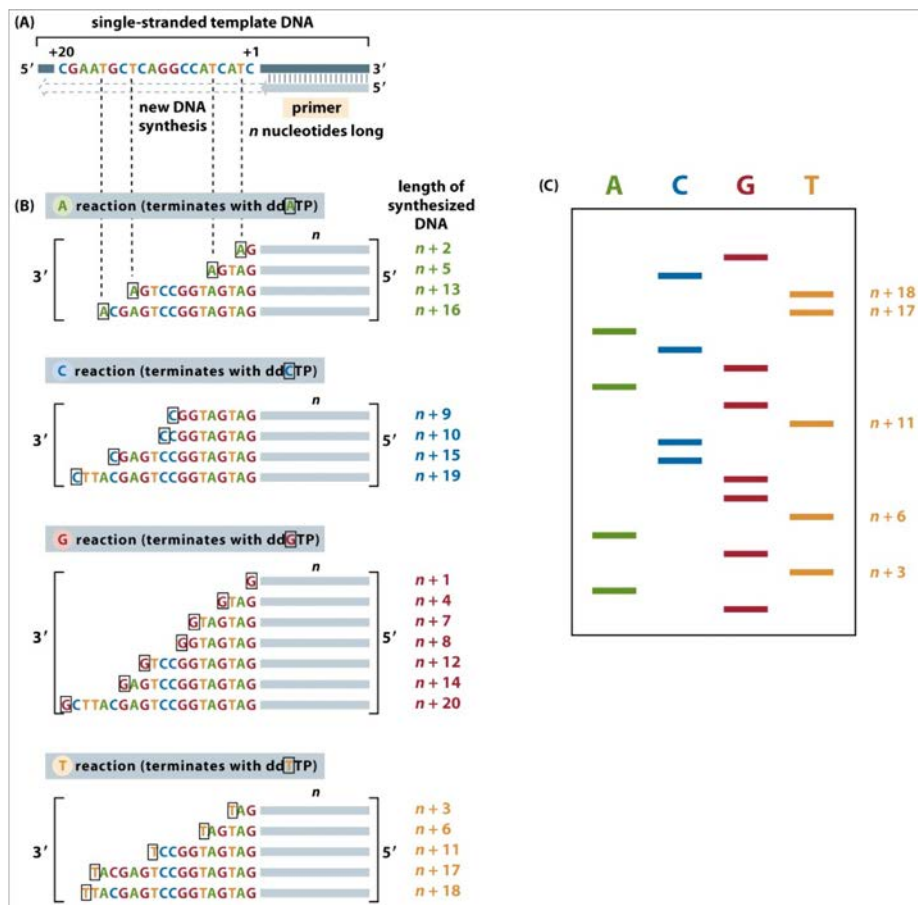 (A)
single-stranded template DNA
+20
+1
5′
CGAATGCTCAGGCCATCATC
3′
5′
new DNA
synthesis
primer
n nucleotides long
(B)
A reaction (terminates with ddATP)
length of
synthesized
DNA
n
3′
5′
AG
n + 2
AGTAG
n + 5
AGTCCGGTAGTAG
n + 13
ACGAGTCCGGTAGTAG
n + 16
C reaction (terminates with ddCTP)
n
3′
5′
CGGTAGTAG
n + 9
CCGGTAGTAG
n + 10
CGAGTCCGGTAGTAG
n + 15
CTTACGAGTCCGGTAGTAG
n + 19
G reaction (terminates with ddGTP)
n
3′
5′
G
n + 1
GTAG
n + 4
GTAGTAG
n + 7
GGTAGTAG
n + 8
GTCCGGTAGTAG
n + 12
GAGTCCGGTAGTAG
n + 14
GCTTACGAGTCCGGTAGTAG
n + 20
T reaction (terminates with ddTTP)
n
3′
5′
TAG
n + 3
TAGTAG
n + 6
TCCGGTAGTAG
n + 11
TACGAGTCCGGTAGTAG
n + 17
TTACGAGTCCGGTAGTAG
n + 18
(C)
A C G T
n + 18
n + 17
n + 11
n + 6
n + 3